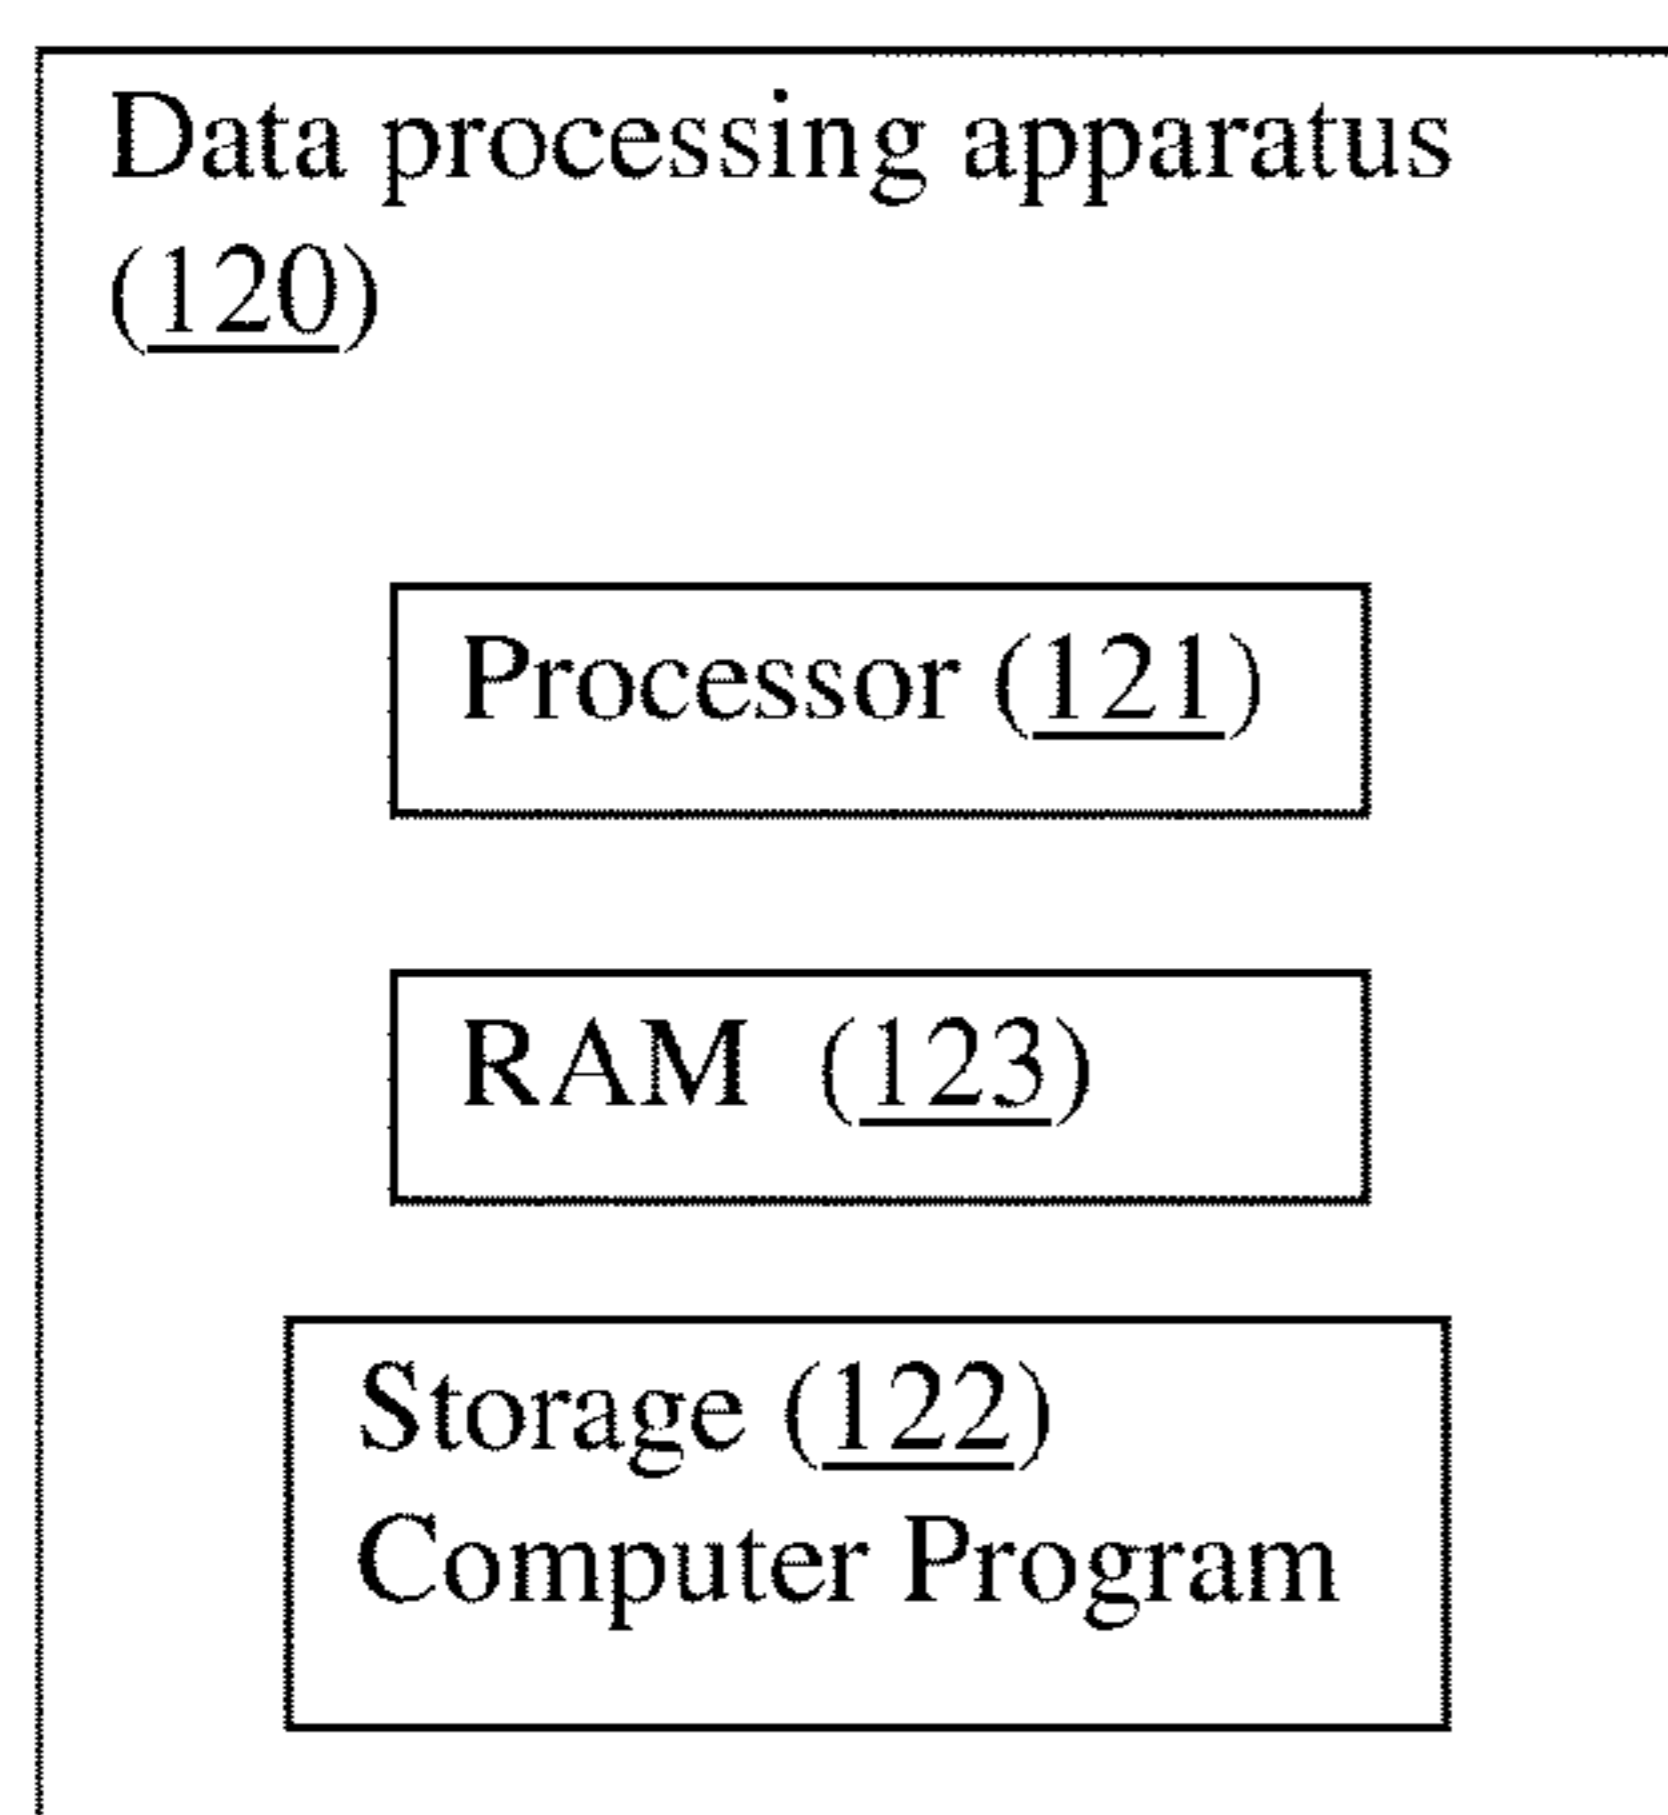 Data processing apparatus
(120)
Processor (121)
RAM (123)
Storage (122)
Computer Program